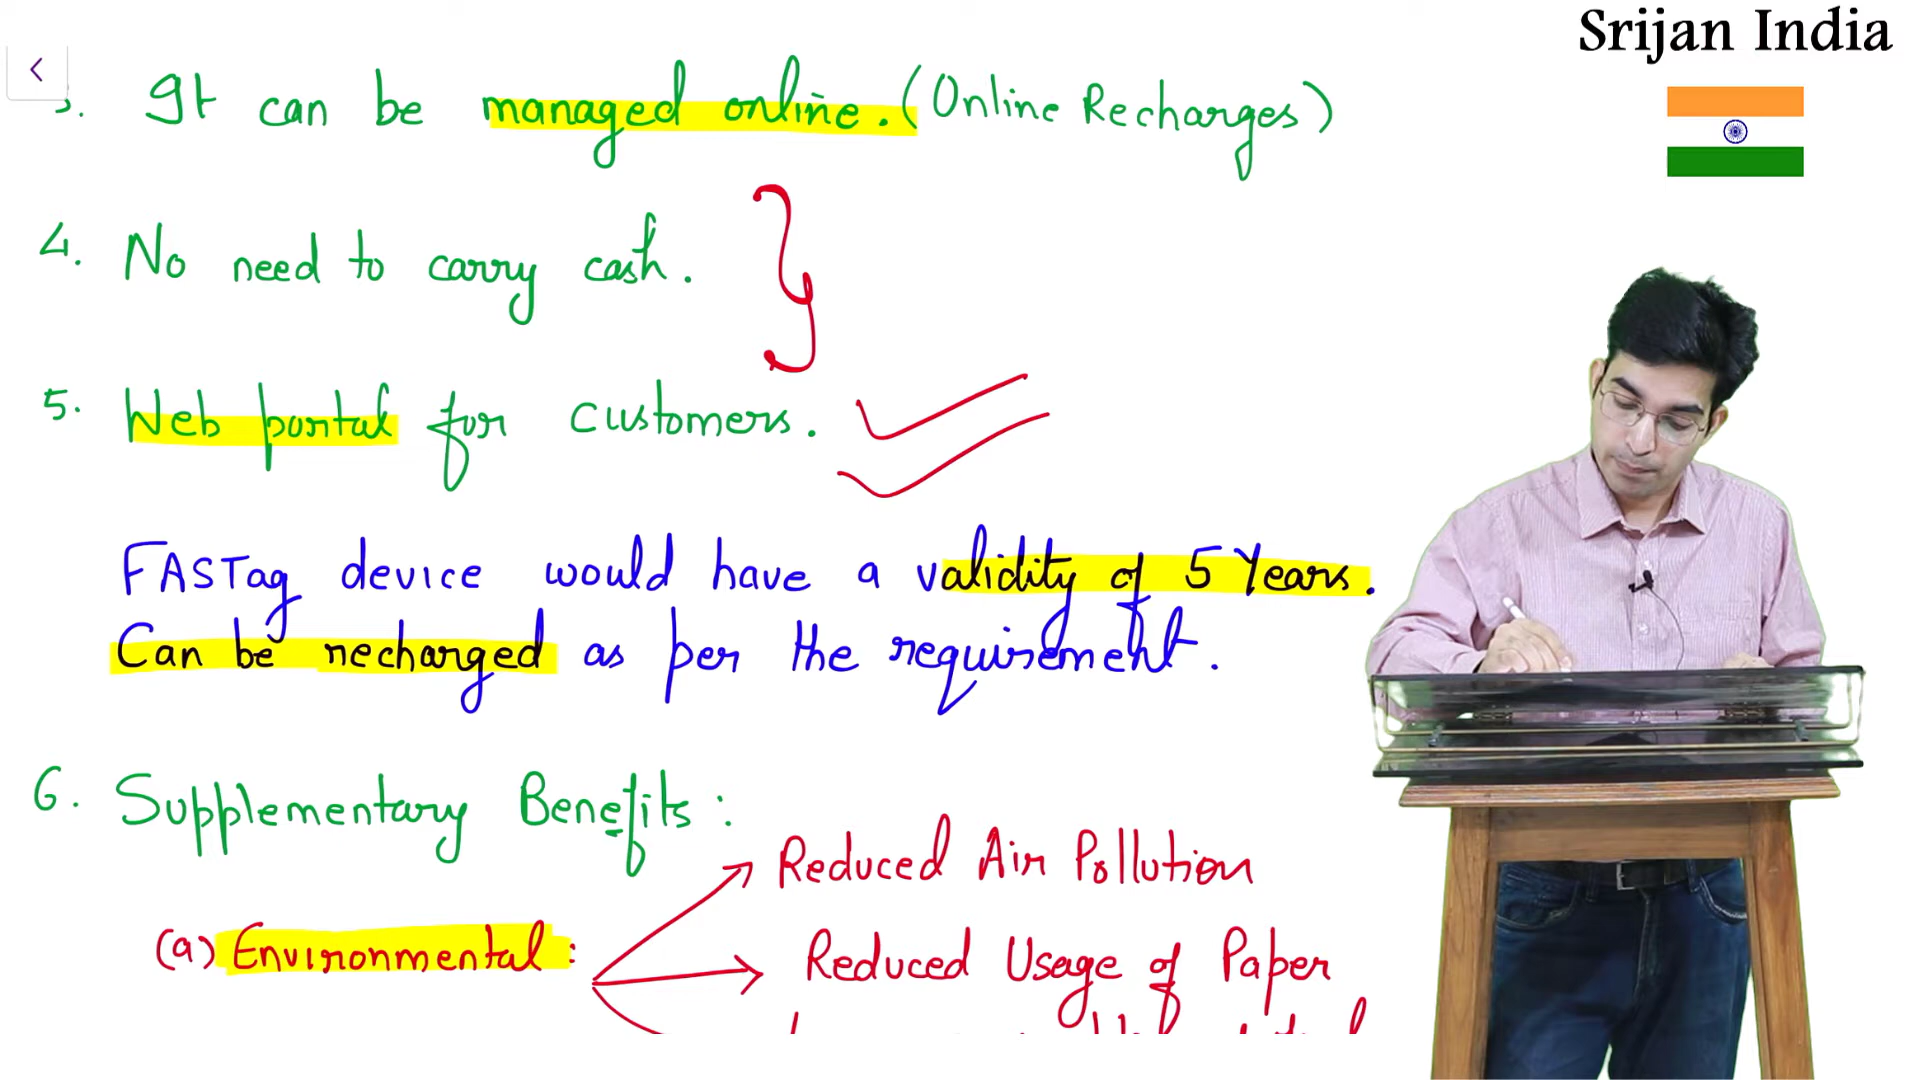 Srijan India
3. It can be managed online. (Online Recharges)
4. No need to carry cash.
5. Web portal for customers.
FASTag device would have a validity of 5 Years.
Can be recharged as per the requirement.
6. Supplementary Benefits:
Reduced Air Pollution
(a) Environmental:
Reduced Usage of Paper